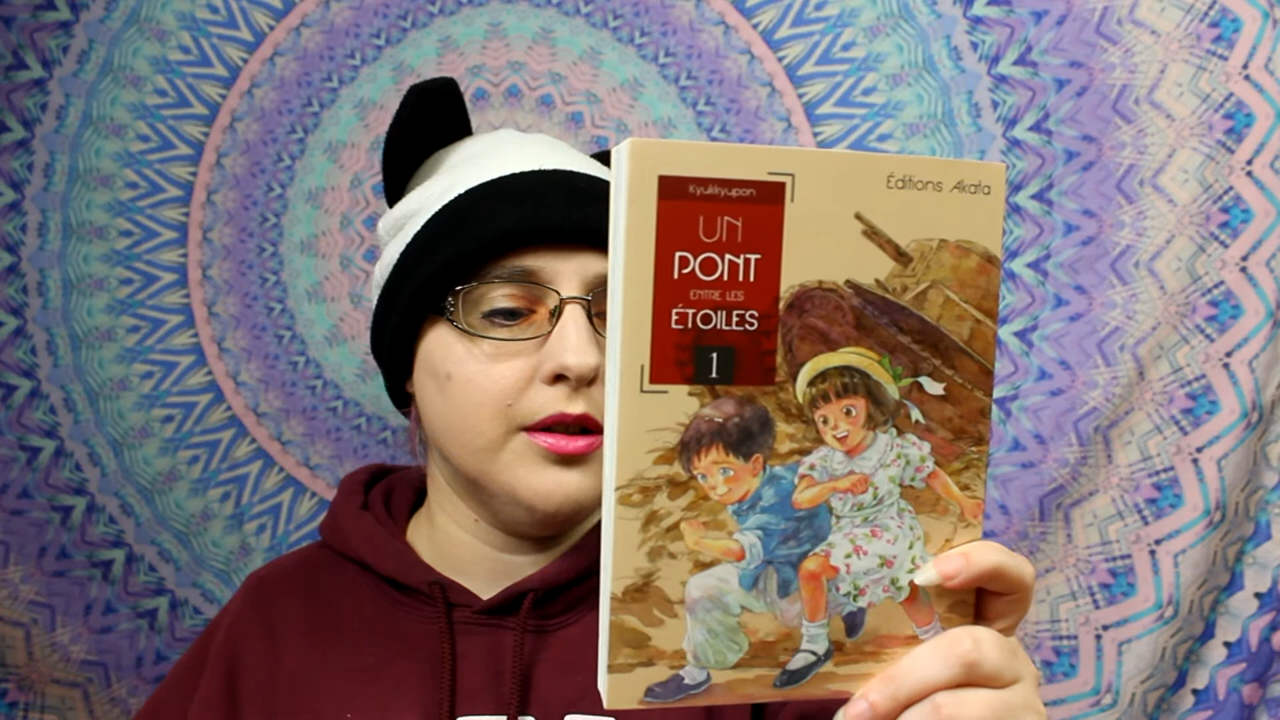 Kyukkyupon
Éditions Akata
UN
PONT
ENTRE LES
ÉTOILES
1